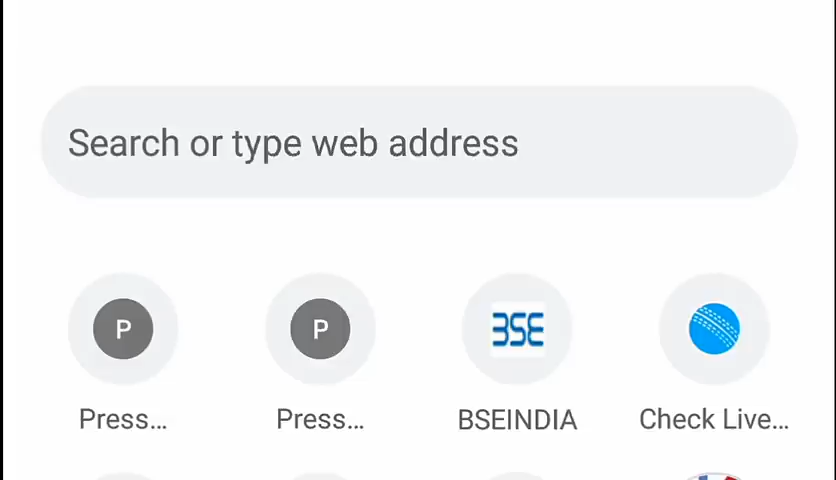 Search or type web address
P
P
BSE
Press...
Press...
BSEINDIA
Check Live...